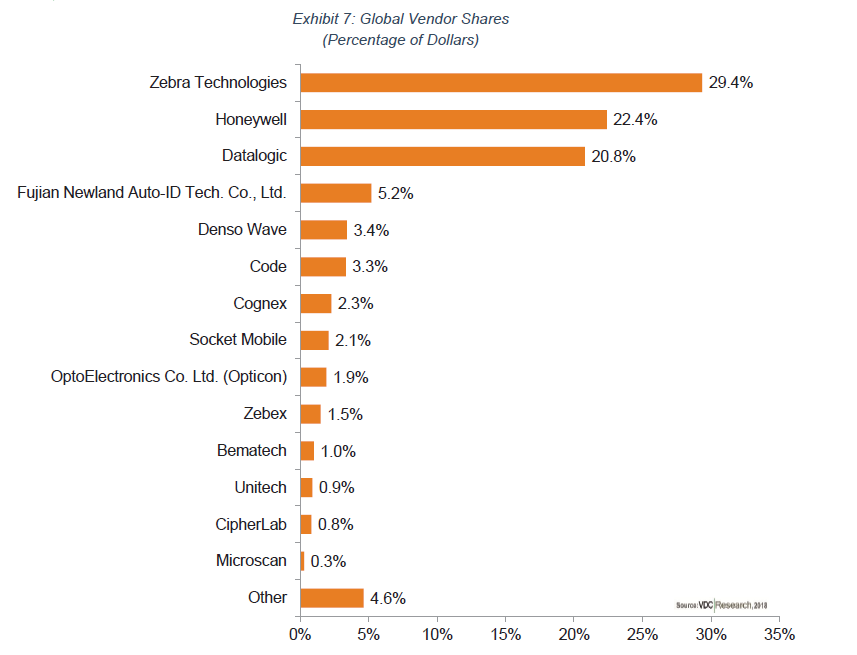 Exhibit 7: Global Vendor Shares
(Percentage of Dollars)
Zebra Technologies 29.4%
Honeywell 22.4%
Datalogic 20.8%
Fujian Newland Auto-ID Tech. Co., Ltd. 5.2%
Denso Wave 3.4%
Code 3.3%
Cognex 2.3%
Socket Mobile 2.1%
OptoElectronics Co. Ltd. (Opticon) 1.9%
Zebex 1.5%
Bematech 1.0%
Unitech 0.9%
CipherLab 0.8%
Microscan 0.3%
Other 4.6%
Source: VDC Research, 2018
0% 5% 10% 15% 20% 25% 30% 35%